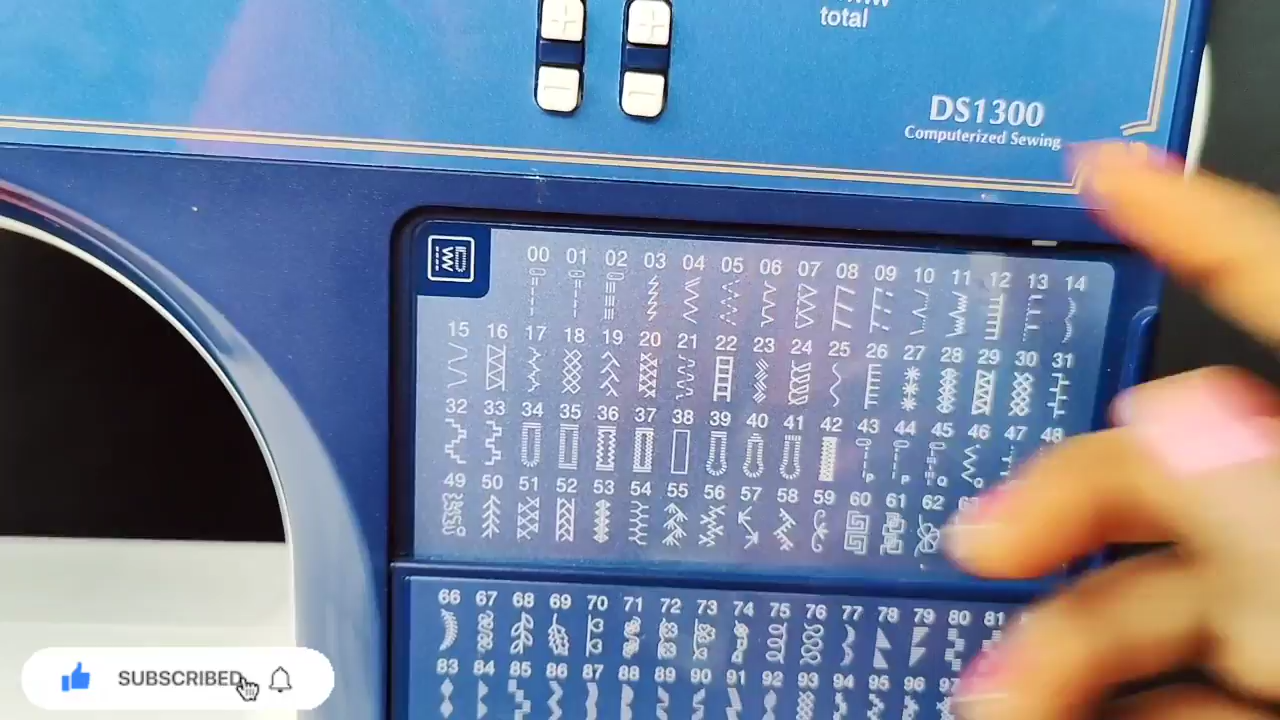 total
DS1300
Computerized Sewing
00 01 02 03 04 05 06 07 08 09 10 11 12 13 14
15 16 17 18 19 20 21 22 23 24 25 26 27 28 29 30 31
32 33 34 35 36 37 38 39 40 41 42 43 44 45 46 47 48
P P Q
49 50 51 52 53 54 55 56 57 58 59 60 61 62
66 67 68 69 70 71 72 73 74 75 76 77 78 79 80 81
83 84 85 86 87 88 89 90 91 92 93 94 95 96
SUBSCRIBED